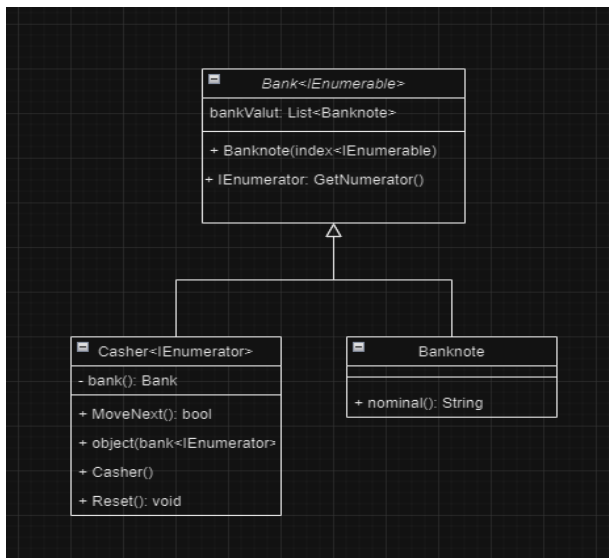 Bank<IEnumerable>
bankValut: List<Banknote>
+ Banknote(index<IEnumerable)
+ IEnumerator: GetNumerator()
Casher<IEnumerator>
- bank(): Bank
+ MoveNext(): bool
+ object(bank<IEnumerator>
+ Casher()
+ Reset(): void
Banknote
+ nominal(): String